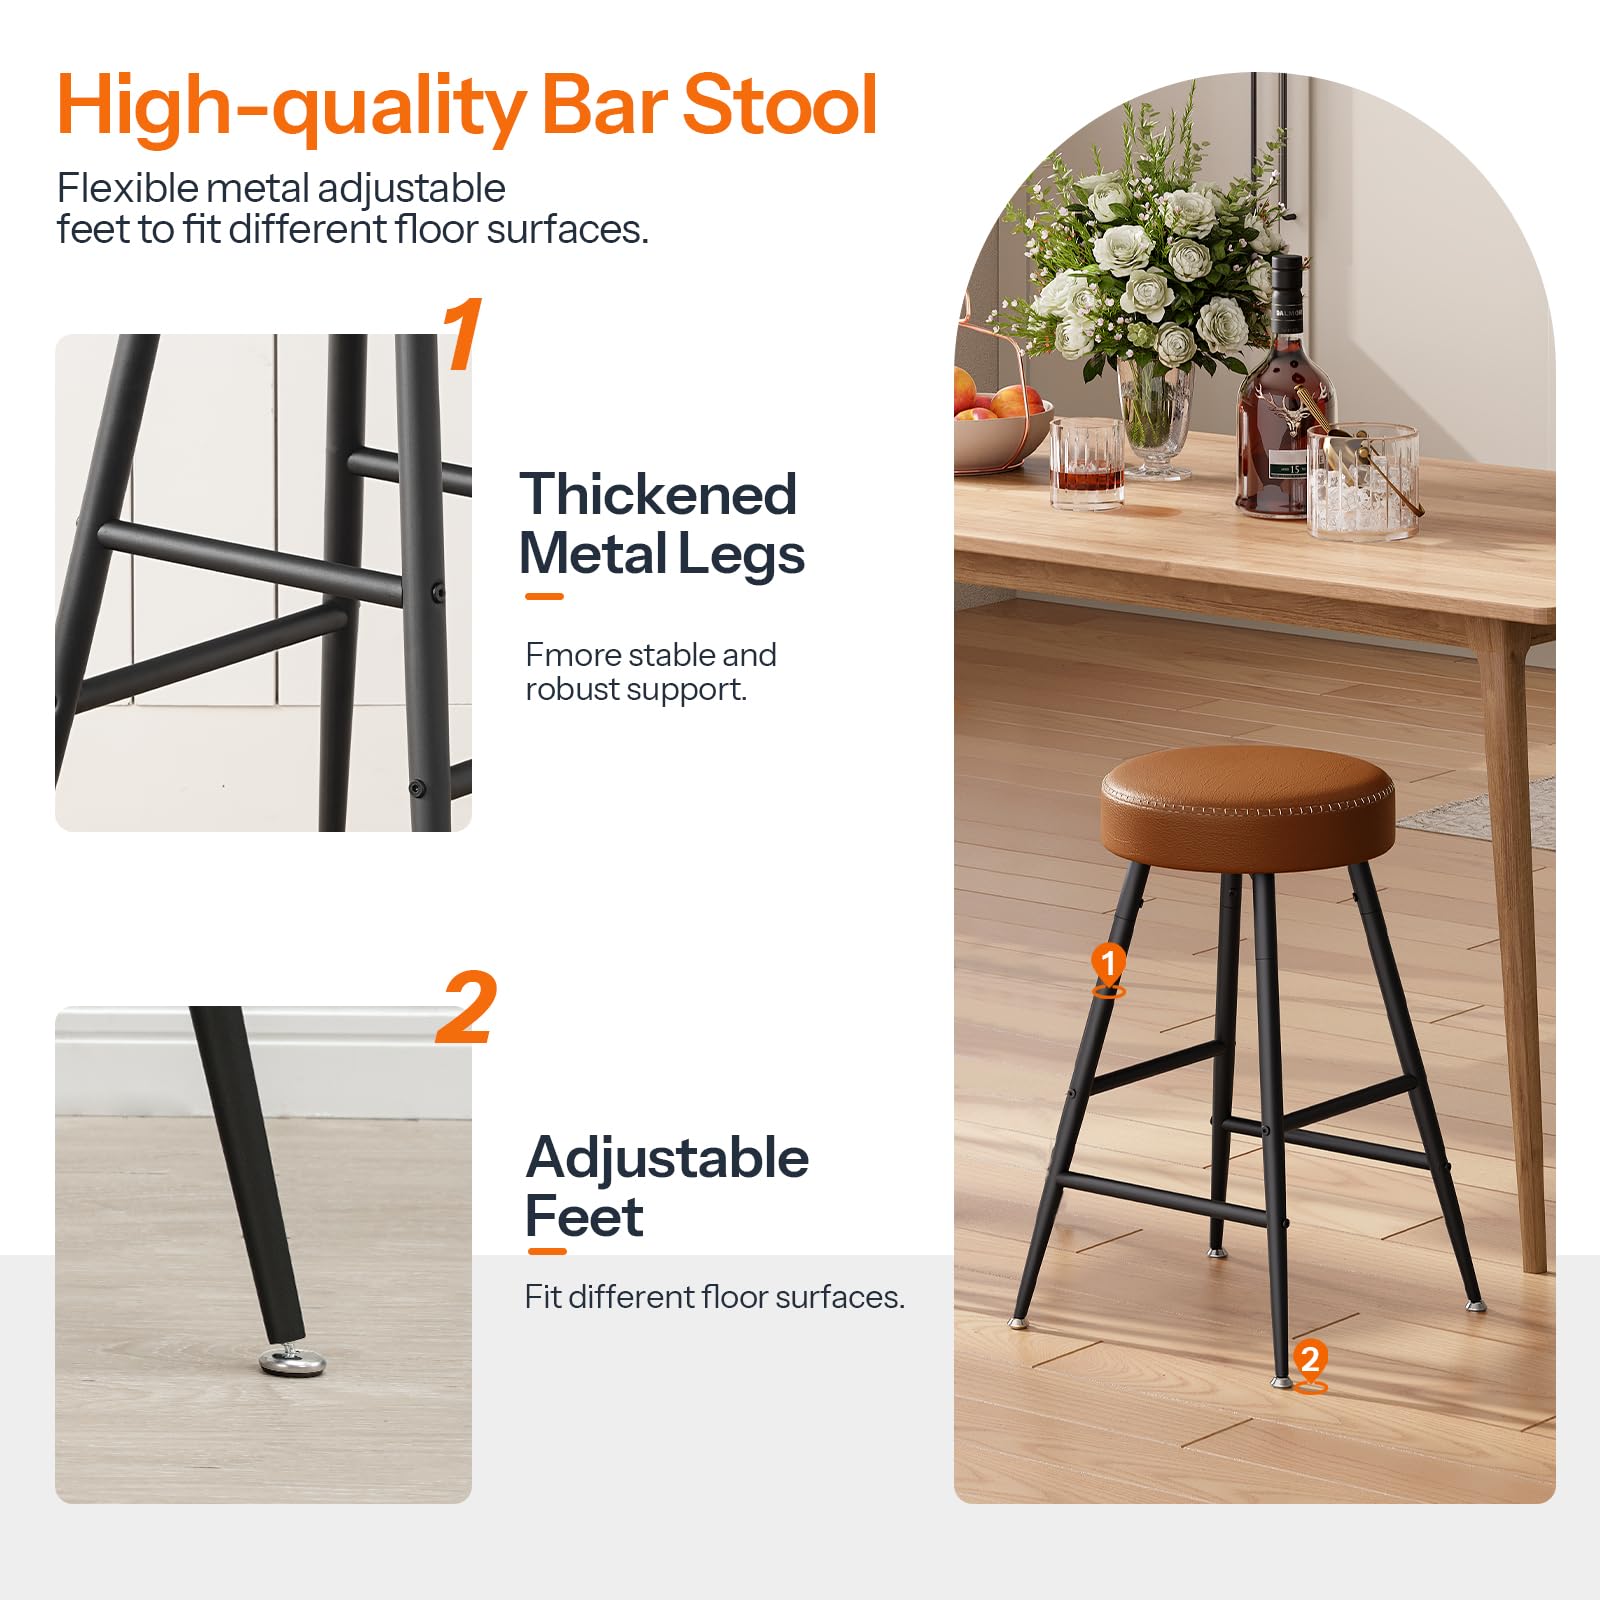 High-quality Bar Stool
Flexible metal adjustable
feet to fit different floor surfaces.
1
Thickened
Metal Legs
Fmore stable and
robust support.
2
Adjustable
Feet
Fit different floor surfaces.
15
1
2